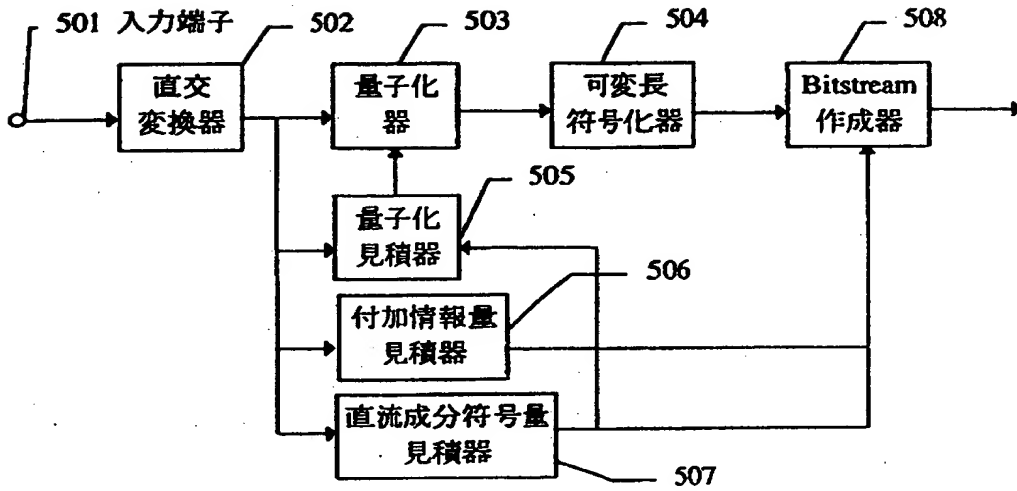 501 入力端子
502
503
504
508
直交
変換器
量子化
器
可変長
符号化器
Bitstream
作成器
505
量子化
見積器
506
付加情報量
見積器
直流成分符号量
見積器
507